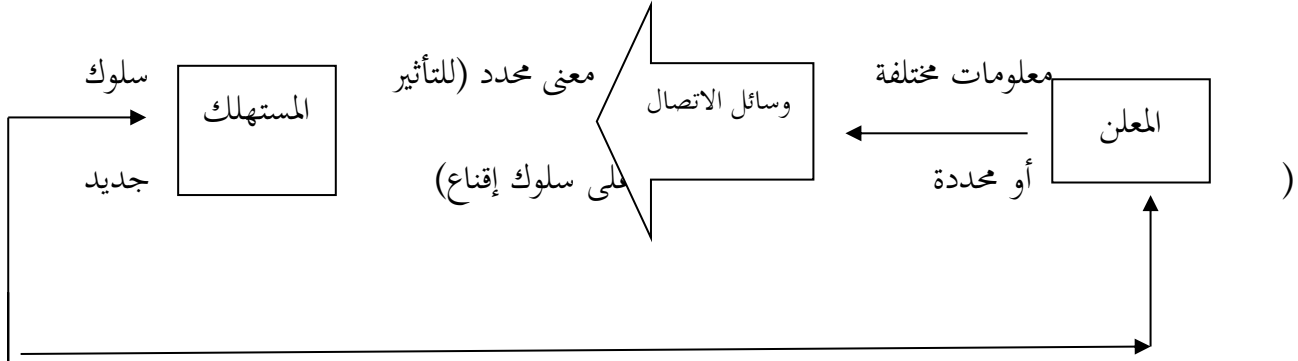 المعلن
معلومات مختلفة
أو محددة
وسائل الاتصال
معنى محدد (للتأثير
على سلوك إقناع)
المستهلك
سلوك
جديد
(